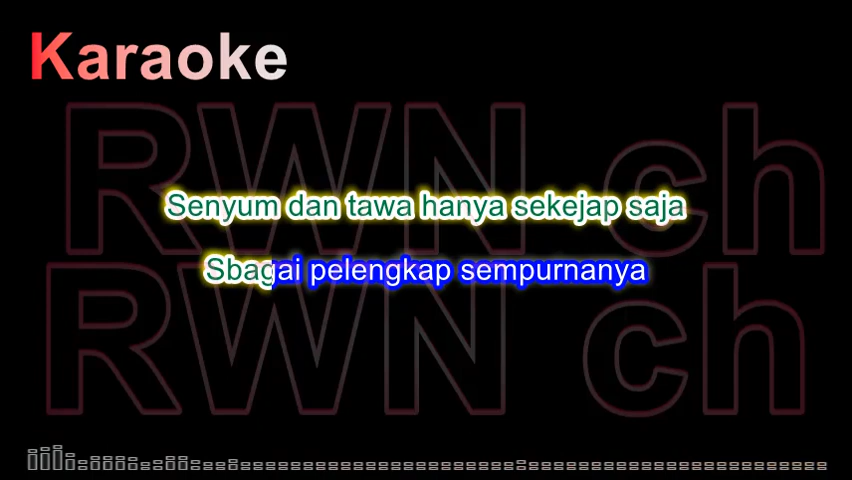 Karaoke
RWN ch
Senyum dan tawa hanya sekejap saja
Sbagai pelengkap sempurnanya
RWN ch